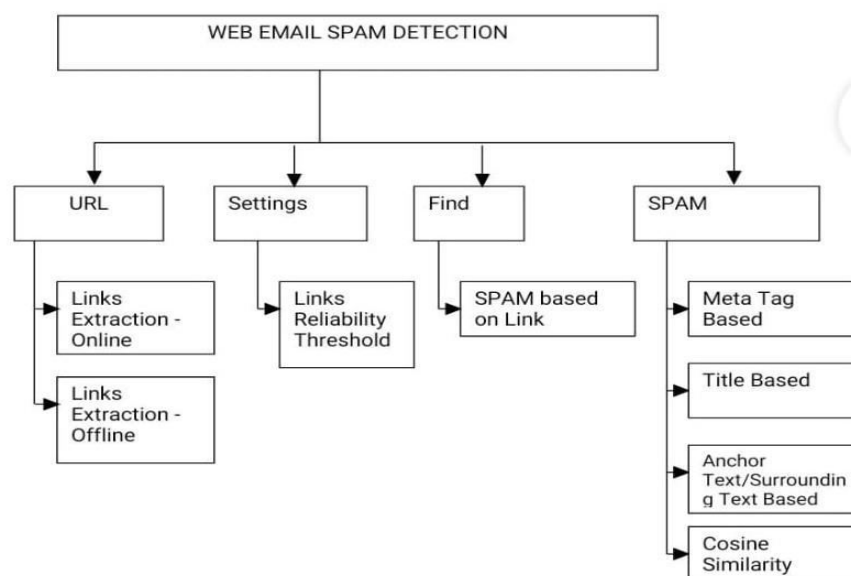 WEB EMAIL SPAM DETECTION
URL
Settings
Find
SPAM
Links
Extraction -
Online
Links
Extraction -
Offline
Links
Reliability
Threshold
SPAM based
on Link
Meta Tag
Based
Title Based
Anchor
Text/Surroundin
g Text Based
Cosine
Similarity